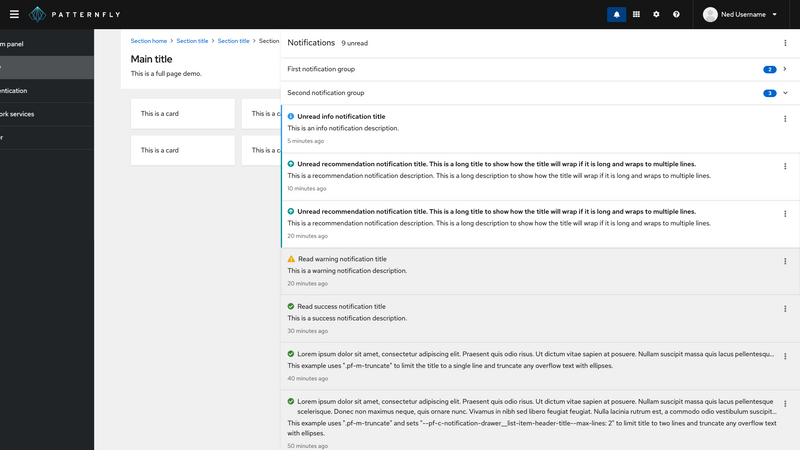 PATTERNFLY
Ned Username
m panel
entication
ork services
r
Section home
Section title
Section title
Section
Main title
This is a full page demo.
This is a card
This is a c
This is a card
This is a c
Notifications 9 unread
First notification group 2
Second notification group 3
Unread info notification title
This is an info notification description.
5 minutes ago
Unread recommendation notification title. This is a long title to show how the title will wrap if it is long and wraps to multiple lines.
This is a recommendation notification description. This is a long description to show how the title will wrap if it is long and wraps to multiple lines.
10 minutes ago
Unread recommendation notification title. This is a long title to show how the title will wrap if it is long and wraps to multiple lines.
This is a recommendation notification description. This is a long description to show how the title will wrap if it is long and wraps to multiple lines.
20 minutes ago
Read warning notification title
This is a warning notification description.
20 minutes ago
Read success notification title
This is a success notification description.
30 minutes ago
Lorem ipsum dolor sit amet, consectetur adipiscing elit. Praesent quis odio risus. Ut dictum vitae sapien at posuere. Nullam suscipit massa quis lacus pellentesqu...
This example uses ".pf-m-truncate" to limit the title to a single line and truncate any overflow text with ellipses.
40 minutes ago
Lorem ipsum dolor sit amet, consectetur adipiscing elit. Praesent quis odio risus. Ut dictum vitae sapien at posuere. Nullam suscipit massa quis lacus pellentesque
scelerisque. Donec non maximus neque, quis ornare nunc. Vivamus in nibh sed libero feugiat feugiat. Nulla lacinia rutrum est, a commodo odio vestibulum suscipit...
This example uses ".pf-m-truncate" and sets "--pf-c-notification-drawer__list-item-header-title--max-lines: 2" to limit title to two lines and truncate any overflow text
with ellipses.
50 minutes ago